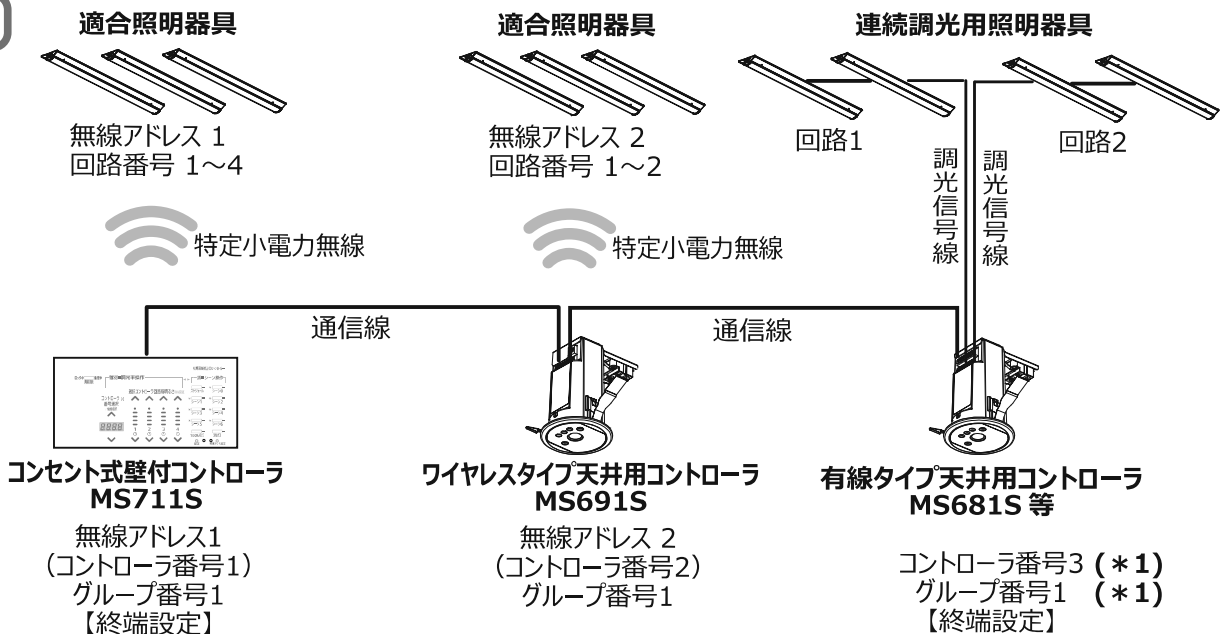 適合照明器具
無線アドレス 1
回路番号 1～4
特定小電力無線
適合照明器具
無線アドレス 2
回路番号 1～2
特定小電力無線
連続調光用照明器具
回路1
回路2
調光信号線
調光信号線
通信線
通信線
コンセント式壁付コントローラ
MS711S
無線アドレス1
（コントローラ番号1）
グループ番号1
【終端設定】
ワイヤレスタイプ天井用コントローラ
MS691S
無線アドレス 2
（コントローラ番号2）
グループ番号1
有線タイプ天井用コントローラ
MS681S 等
コントローラ番号3 (＊1)
グループ番号1 (＊1)
【終端設定】